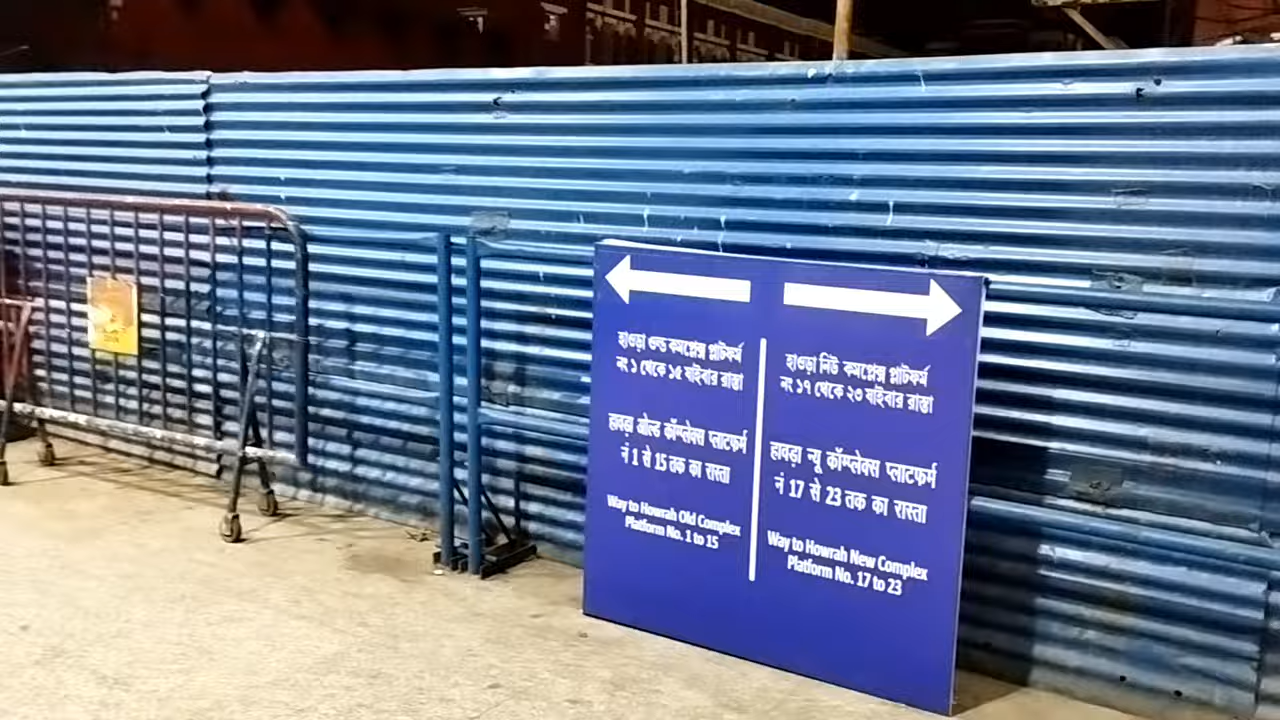 হাওড়া ওল্ড কমপ্লেক্স প্লাটফর্ম
নং ১ থেকে ১৫ যাইবার রাস্তা
हावड़ा ओल्ड कॉम्प्लेक्स प्लाटफर्म
नं 1 से 15 तक का रास्ता
Way to Howrah Old Complex
Platform No. 1 to 15
হাওড়া নিউ কমপ্লেক্স প্লাটফর্ম
নং ১৭ থেকে ২৩ যাইবার রাস্তা
हावड़ा न्यू कॉम्प्लेक्स प्लाटफर्म
नं 17 से 23 तक का रास्ता
Way to Howrah New Complex
Platform No. 17 to 23